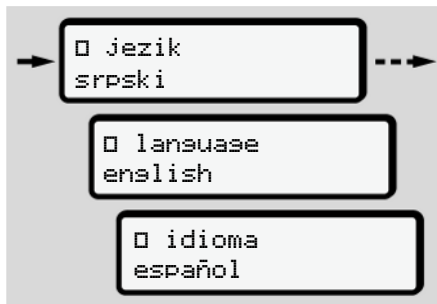 □ jezik
srpski
□ language
english
□ idioma
español